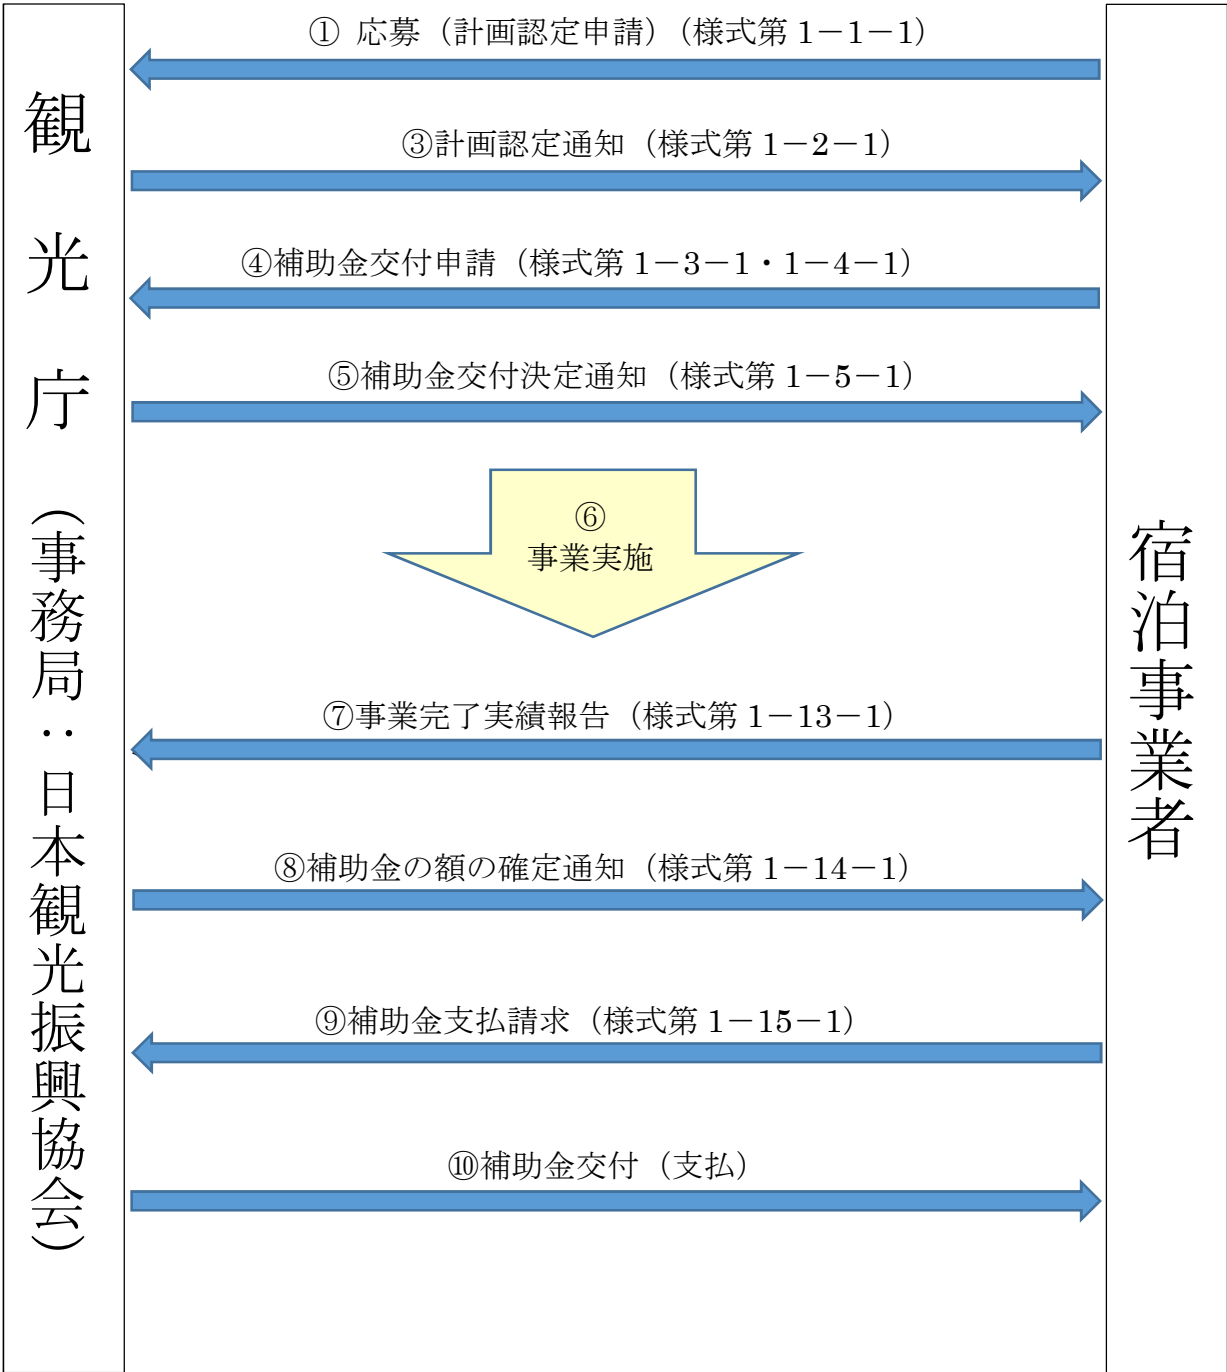 観光庁（事務局：日本観光振興協会）
① 応募（計画認定申請）（様式第 1－1－1）
③計画認定通知（様式第 1－2－1）
④補助金交付申請（様式第 1－3－1・1－4－1）
⑤補助金交付決定通知（様式第 1－5－1）
⑥
事業実施
⑦事業完了実績報告（様式第 1－13－1）
⑧補助金の額の確定通知（様式第 1－14－1）
⑨補助金支払請求（様式第 1－15－1）
⑩補助金交付（支払）
宿泊事業者